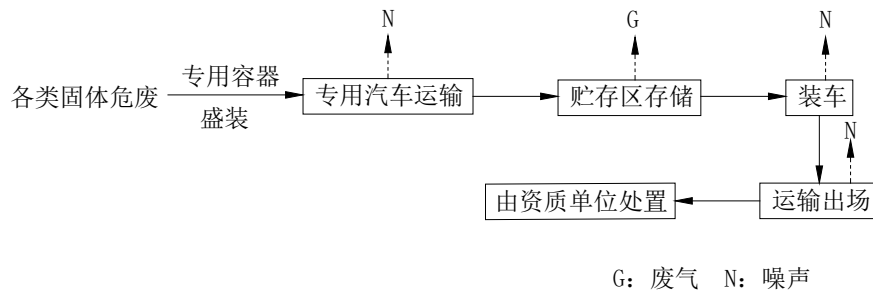 N
G
N
专用容器
各类固体危废
专用汽车运输
贮存区存储
装车
盛装
N
由资质单位处置
运输出场
G：废气 N：噪声